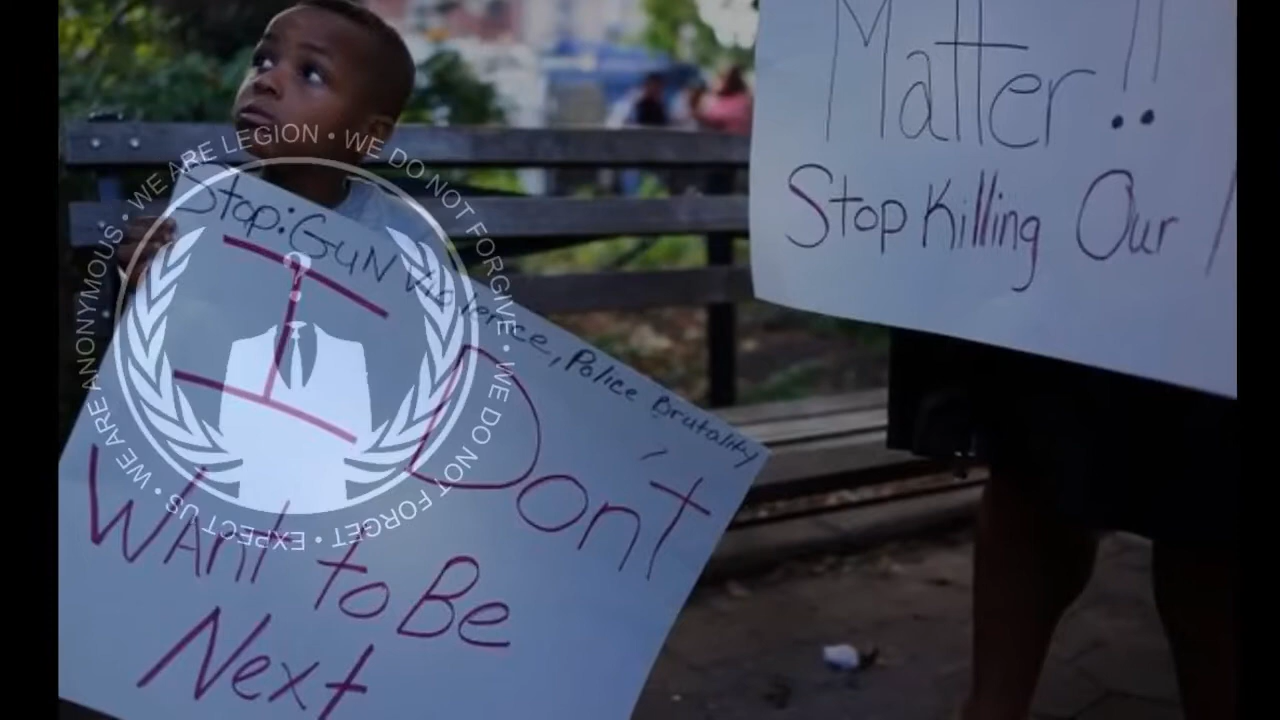 Stop: Gun Violence, Police Brutality
I Don't
Want to Be
Next
Matter!!
Stop Killing Our
WE ARE ANONYMOUS • WE ARE LEGION • WE DO NOT FORGIVE • WE DO NOT FORGET • EXPECT US •